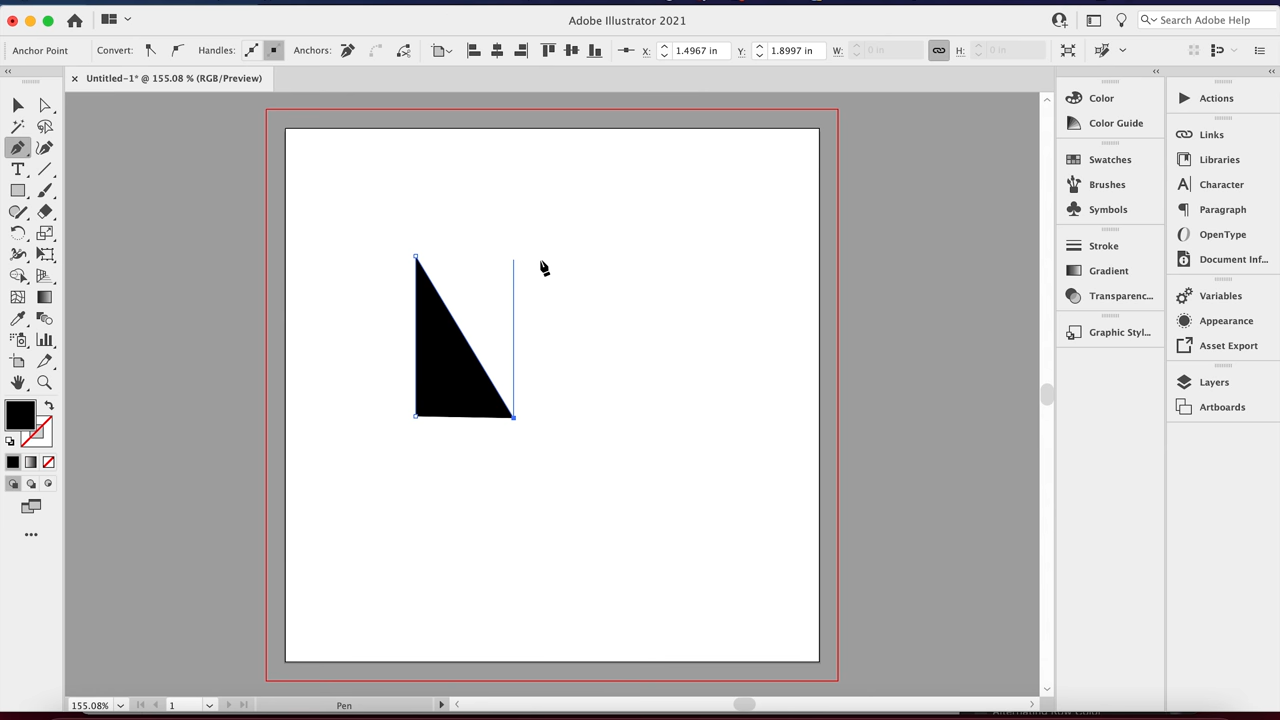 Adobe Illustrator 2021
Search Adobe Help
Anchor Point
Convert:
Handles:
Anchors:
X: 1.4967 in
Y: 1.8997 in
W: 0 in
H: 0 in
Untitled-1* @ 155.08 % (RGB/Preview)
Color
Color Guide
Swatches
Brushes
Symbols
Stroke
Gradient
Transparenc...
Graphic Styl...
Actions
Links
Libraries
Character
Paragraph
OpenType
Document Inf...
Variables
Appearance
Asset Export
Layers
Artboards
155.08%
1
Pen